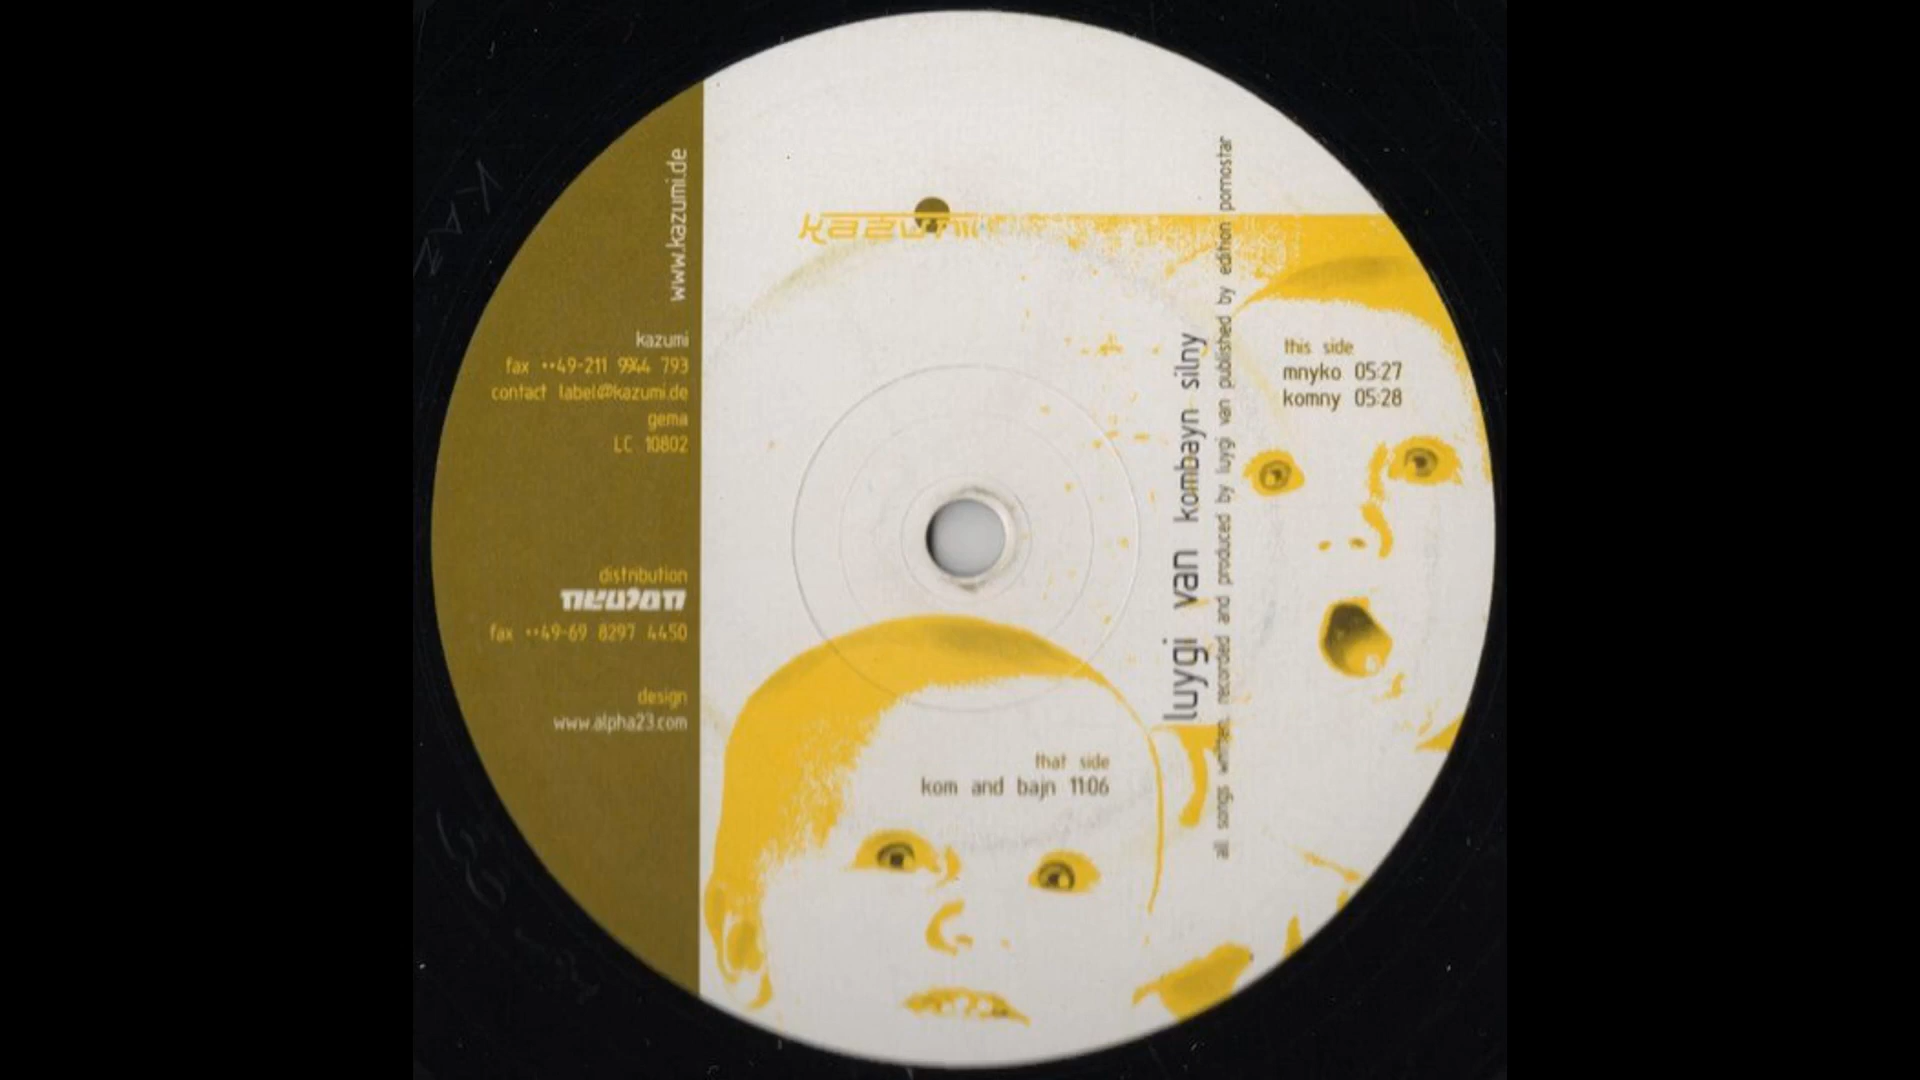 www.kazumi.de
kazumi
fax ++49-211 9944 793
contact label@kazumi.de
gema
LC 10802
distribution
neuton
fax ++49-69 8297 4450
design
www.alpha23.com
kazumi
luygi van kombayn silny
all songs written, recorded and produced by luygi van published by edition pornostar
this side
mnyko 05:27
komny 05:28
that side
kom and bajn 11:06